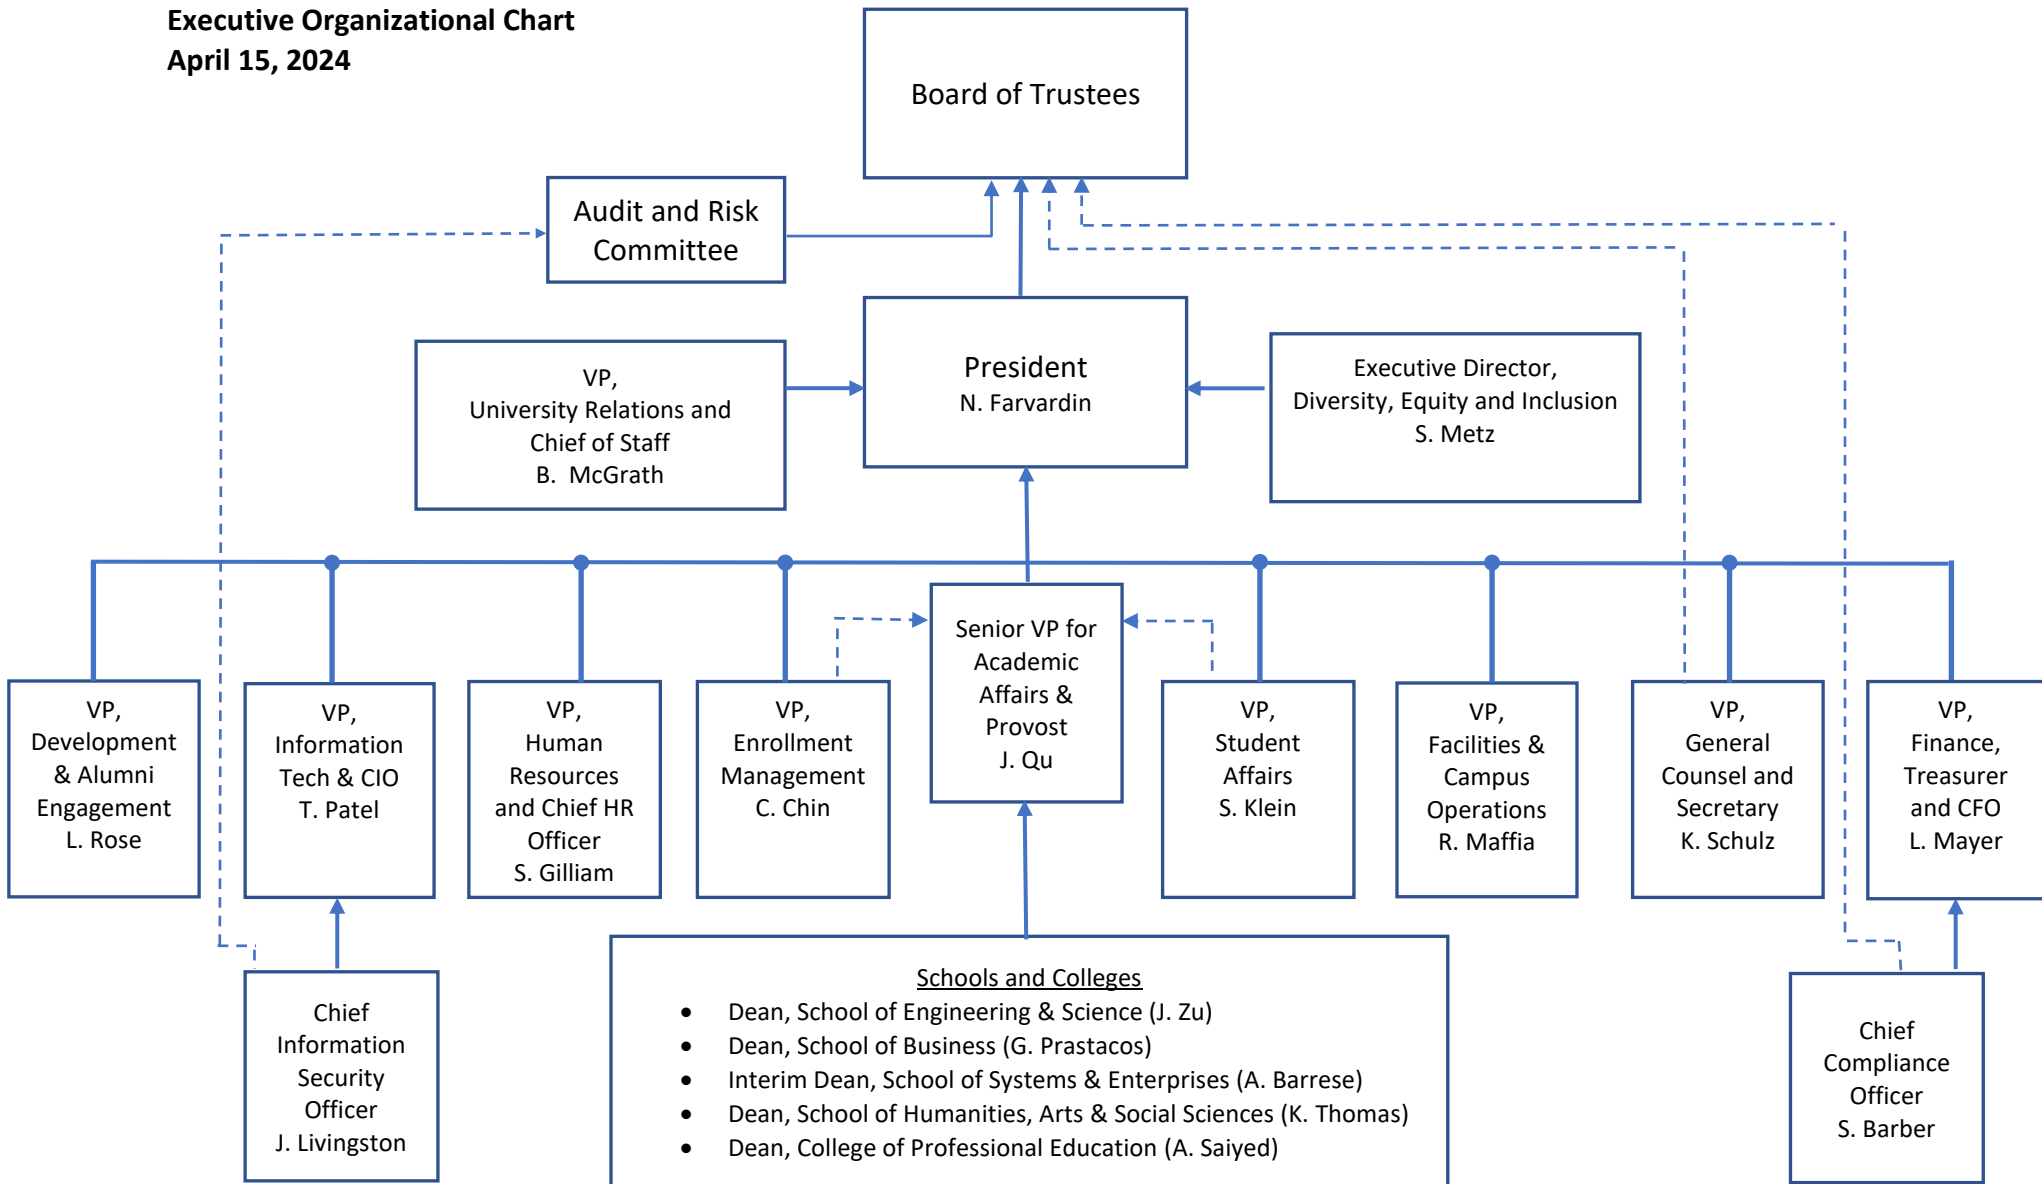 Executive Organizational Chart
April 15, 2024
Board of Trustees
Audit and Risk
Committee
VP,
University Relations and
Chief of Staff
B.  McGrath
President
N. Farvardin
Executive Director,
Diversity, Equity and Inclusion
S. Metz
VP,
Development
& Alumni
Engagement
L. Rose
VP,
Information
Tech & CIO
T. Patel
VP,
Human
Resources
and Chief HR
Officer
S. Gilliam
VP,
Enrollment
Management
C. Chin
Senior VP for
Academic
Affairs &
Provost
J. Qu
VP,
Student
Affairs
S. Klein
VP,
Facilities &
Campus
Operations
R. Maffia
VP,
General
Counsel and
Secretary
K. Schulz
VP,
Finance,
Treasurer
and CFO
L. Mayer
Chief
Information
Security
Officer
J. Livingston
Schools and Colleges
• Dean, School of Engineering & Science (J. Zu)
• Dean, School of Business (G. Prastacos)
• Interim Dean, School of Systems & Enterprises (A. Barrese)
• Dean, School of Humanities, Arts & Social Sciences (K. Thomas)
• Dean, College of Professional Education (A. Saiyed)
Chief
Compliance
Officer
S. Barber